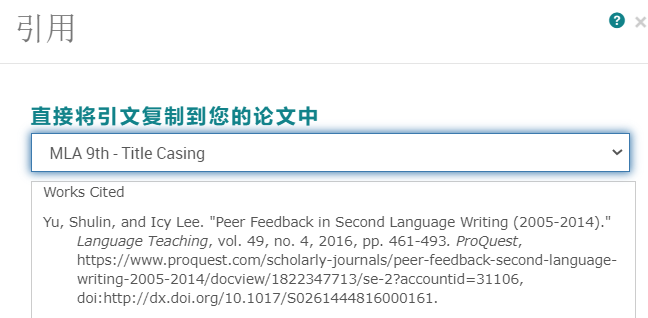 引用
?
×
直接将引文复制到您的论文中
MLA 9th - Title Casing
Works Cited
Yu, Shulin, and Icy Lee. "Peer Feedback in Second Language Writing (2005-2014)."
Language Teaching, vol. 49, no. 4, 2016, pp. 461-493. ProQuest,
https://www.proquest.com/scholarly-journals/peer-feedback-second-language-
writing-2005-2014/docview/1822347713/se-2?accountid=31106,
doi:http://dx.doi.org/10.1017/S0261444816000161.